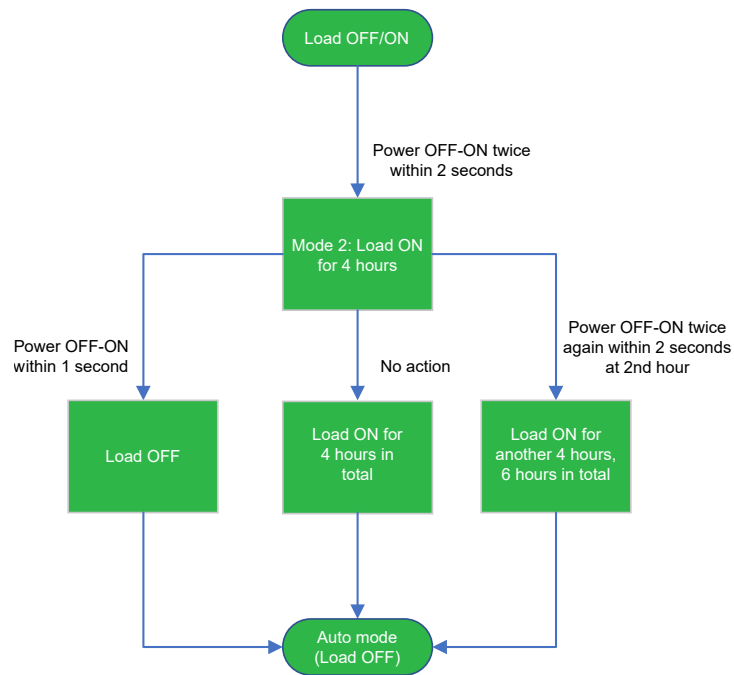 Load OFF/ON
Power OFF-ON twice
within 2 seconds
Mode 2: Load ON
for 4 hours
Power OFF-ON
within 1 second
No action
Power OFF-ON twice
again within 2 seconds
at 2nd hour
Load OFF
Load ON for
4 hours in
total
Load ON for
another 4 hours,
6 hours in total
Auto mode
(Load OFF)